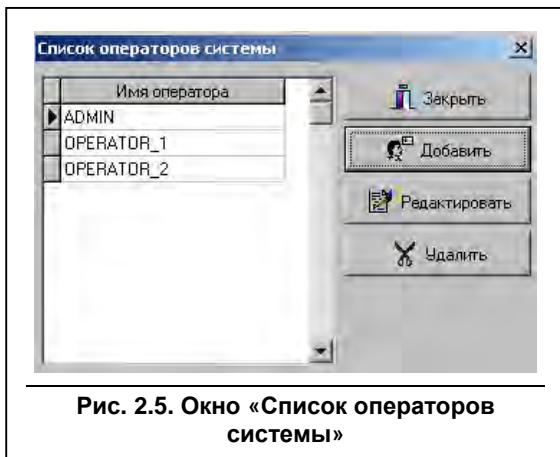 Список операторов системы
Имя оператора
ADMIN
OPERATOR_1
OPERATOR_2
Закрыть
Добавить
Редактировать
Удалить
Рис. 2.5. Окно «Список операторов
системы»